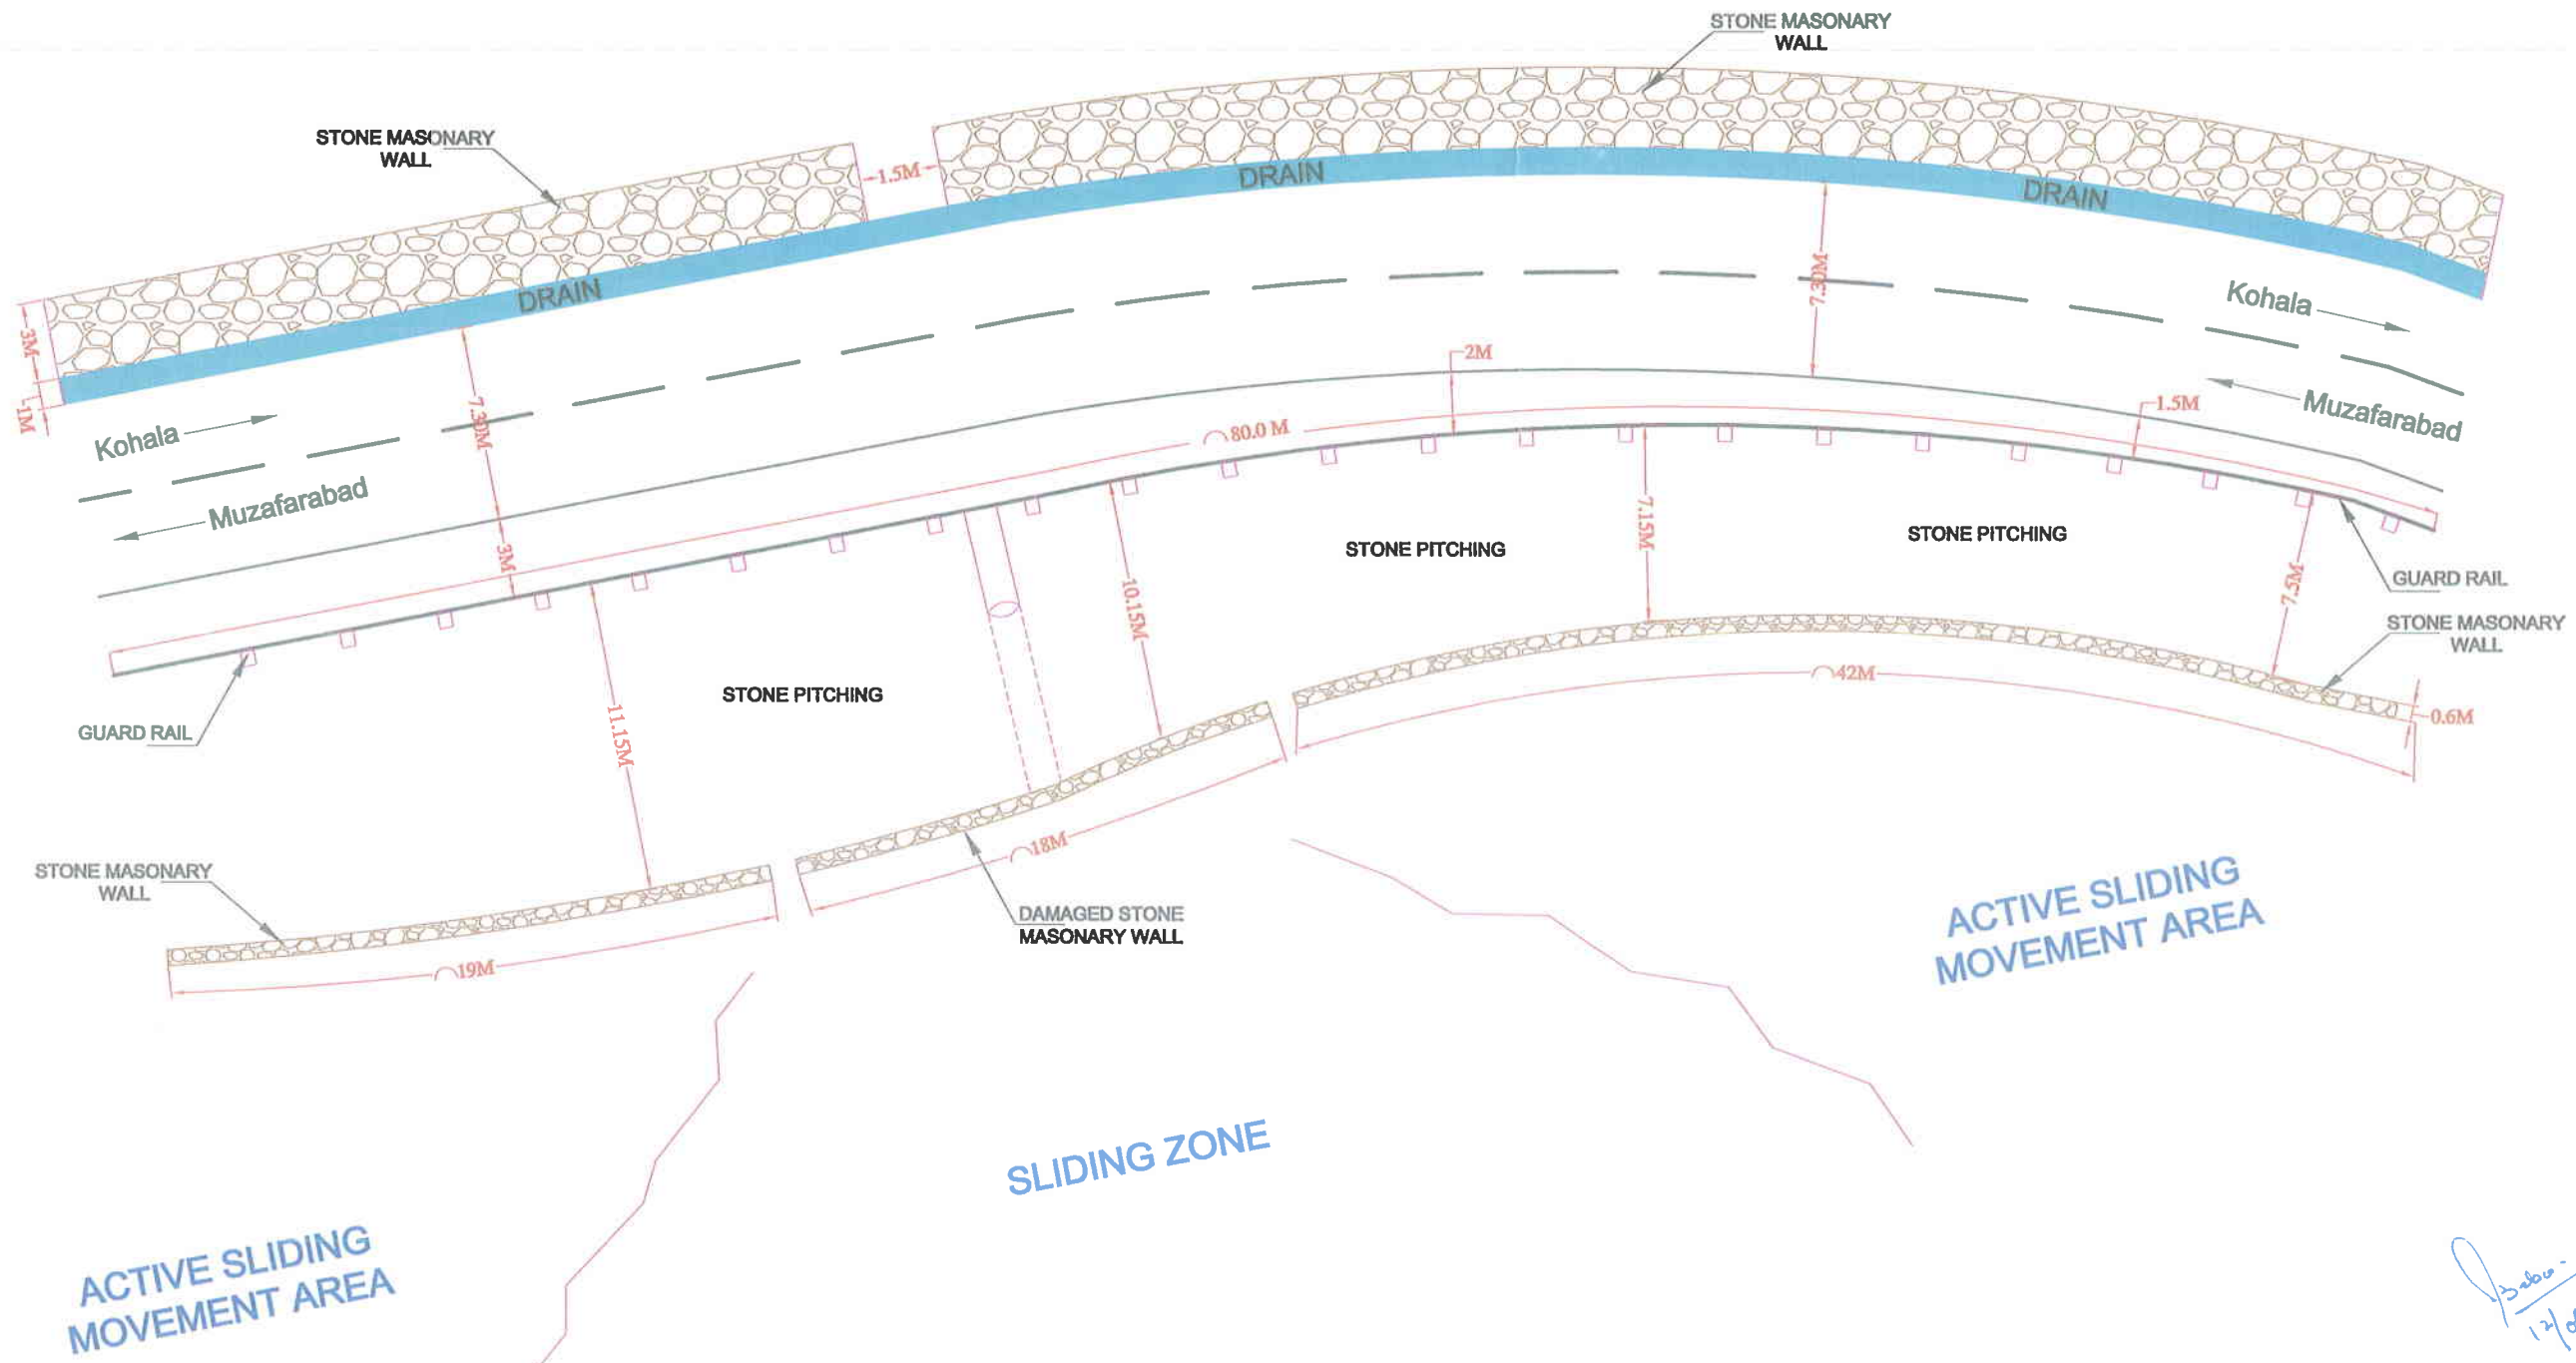 STONE MASONARY
WALL
STONE MASONARY
WALL
1.5M
DRAIN
DRAIN
DRAIN
3M
1M
7.30M
7.30M
Kohala
Kohala
Muzafarabad
Muzafarabad
2M
1.5M
80.0 M
3M
STONE PITCHING
STONE PITCHING
STONE PITCHING
7.15M
10.15M
11.15M
7.5M
GUARD RAIL
GUARD RAIL
STONE MASONARY
WALL
0.6M
42M
18M
19M
STONE MASONARY
WALL
DAMAGED STONE
MASONARY WALL
ACTIVE SLIDING
MOVEMENT AREA
SLIDING ZONE
ACTIVE SLIDING
MOVEMENT AREA